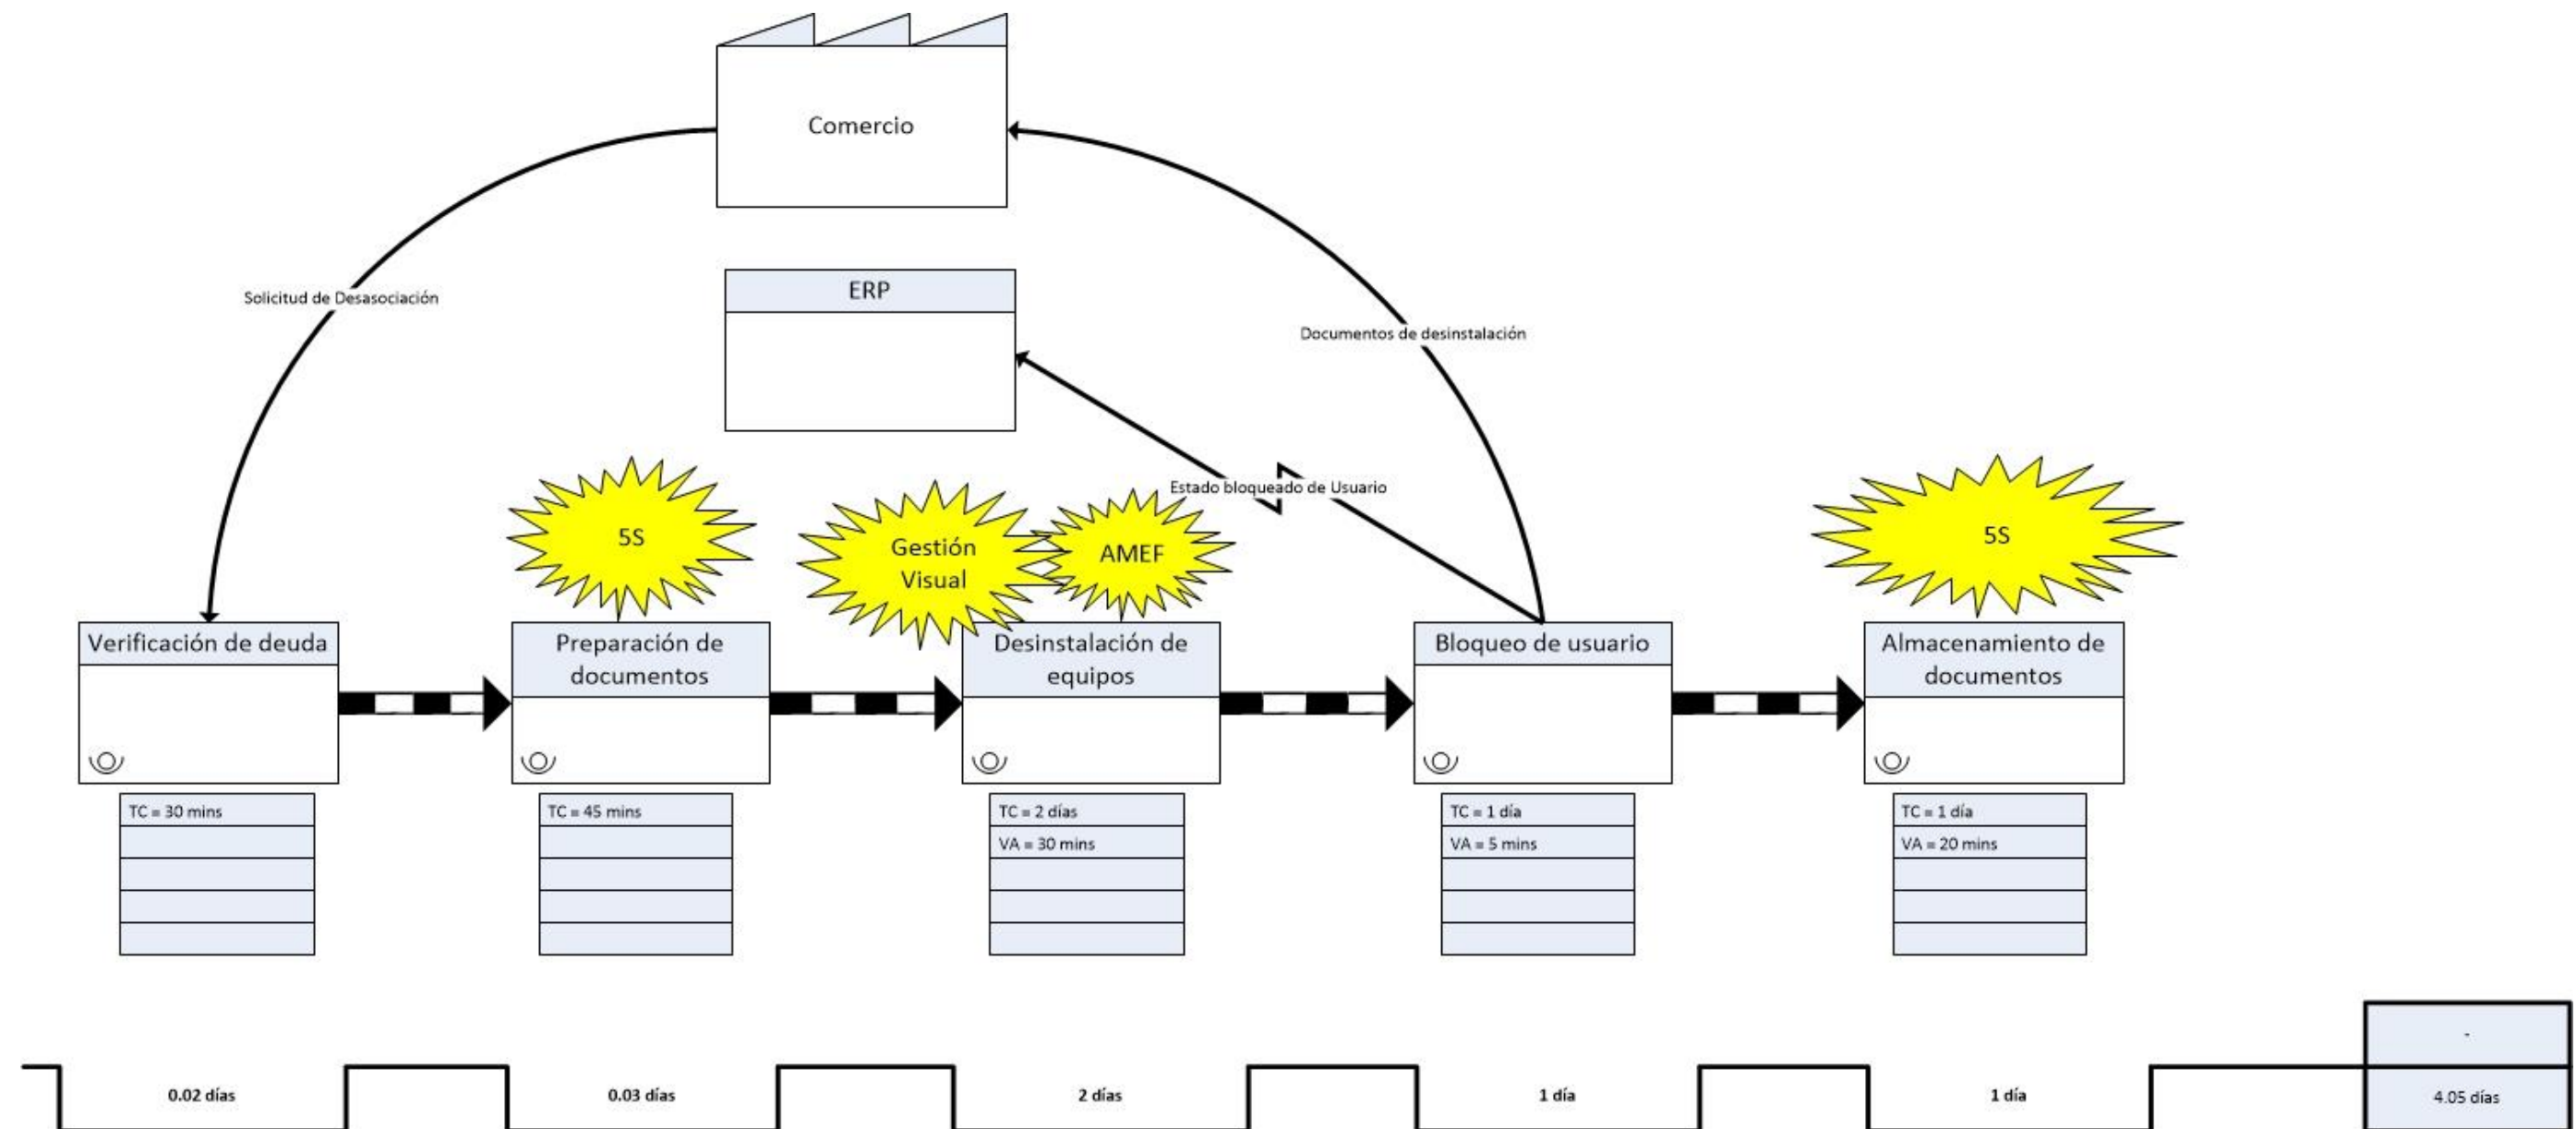 Comercio
ERP
Solicitud de Desasociación
Documentos de desinstalación
Estado bloqueado de Usuario
5S
Gestión
Visual
AMEF
5S
Verificación de deuda
Preparación de
documentos
Desinstalación de
equipos
Bloqueo de usuario
Almacenamiento de
documentos
TC = 30 mins
TC = 45 mins
TC = 2 días
VA = 30 mins
TC = 1 día
VA = 5 mins
TC = 1 día
VA = 20 mins
-
0.02 días
0.03 días
2 días
1 día
1 día
4.05 días